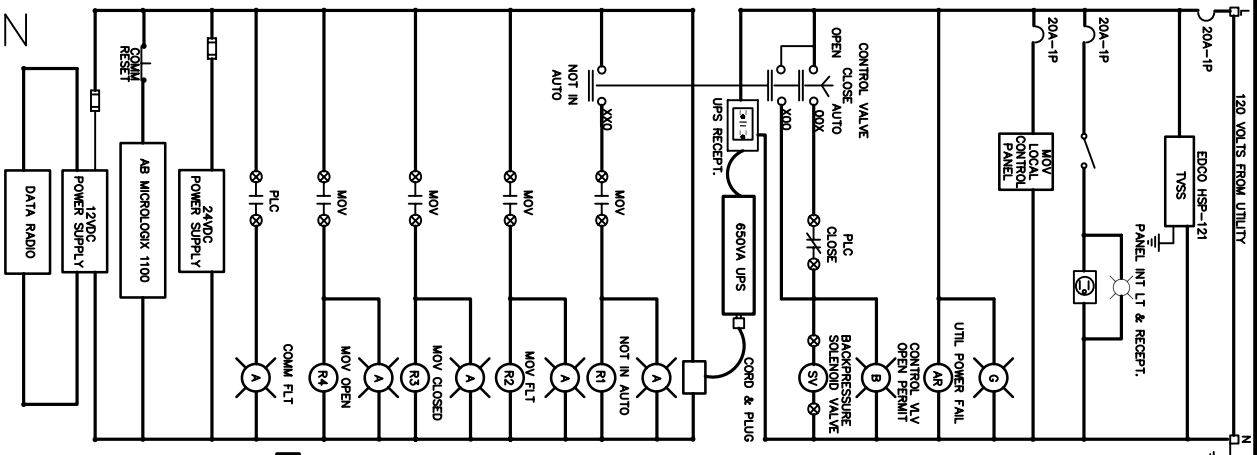 L
120 VOLTS FROM UTILITY
N
20A-1P
EDCO HSP-121
TVSS
PANEL INT LT & RECEPT.
20A-1P
20A-1P
MOV
LOCAL
CONTROL
PANEL
G
UTIL POWER FAIL
AR
CONTROL VLV
OPEN PERMIT
B
CONTROL VALVE
CLOSE
OPEN AUTO
OOX
XOO
PLC
CLOSE
BACKPRESSURE
SOLENOID VALVE
SV
UPS RECEPT.
650VA UPS
CORD & PLUG
NOT IN
AUTO
XXO
MOV
A
NOT IN AUTO
R1
MOV
A
MOV FLT
R2
MOV
A
MOV CLOSED
R3
MOV
A
MOV OPEN
R4
PLC
COMM FLT
A
24VDC
POWER SUPPLY
COMM
RESET
AB MICROLOGIX 1100
12VDC
POWER SUPPLY
DATA RADIO
N